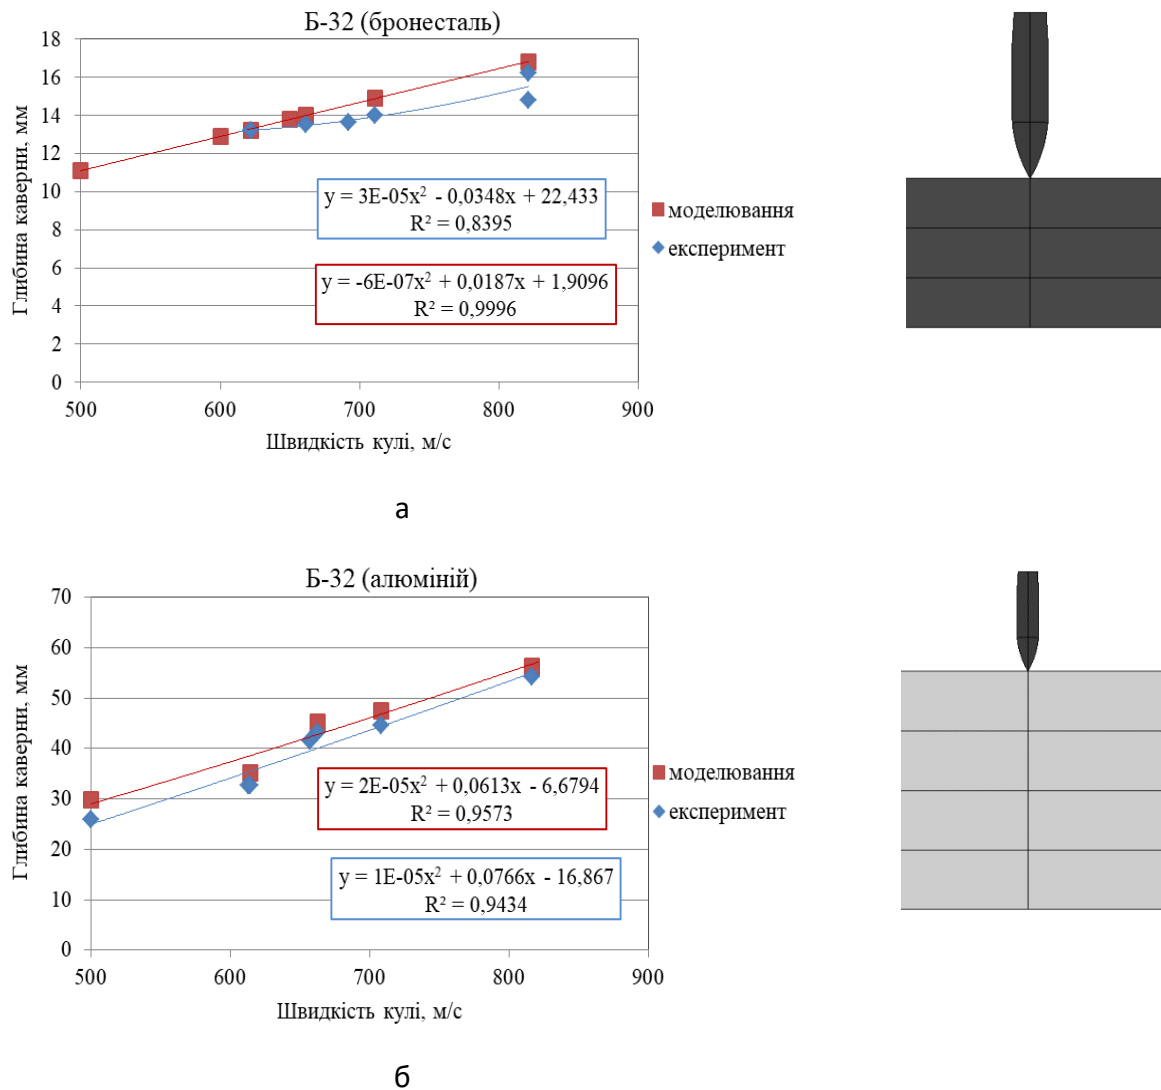 Б-32 (бронесталь)
18
16
14
12
10
8
6
4
2
0
Глибина каверни, мм
500 600 700 800 900
Швидкість кулі, м/с
y = 3E-05x² - 0,0348x + 22,433
R² = 0,8395
y = -6E-07x² + 0,0187x + 1,9096
R² = 0,9996
моделювання
експеримент
а
Б-32 (алюміній)
70
60
50
40
30
20
10
0
Глибина каверни, мм
500 600 700 800 900
Швидкість кулі, м/с
y = 2E-05x² + 0,0613x - 6,6794
R² = 0,9573
y = 1E-05x² + 0,0766x - 16,867
R² = 0,9434
моделювання
експеримент
б